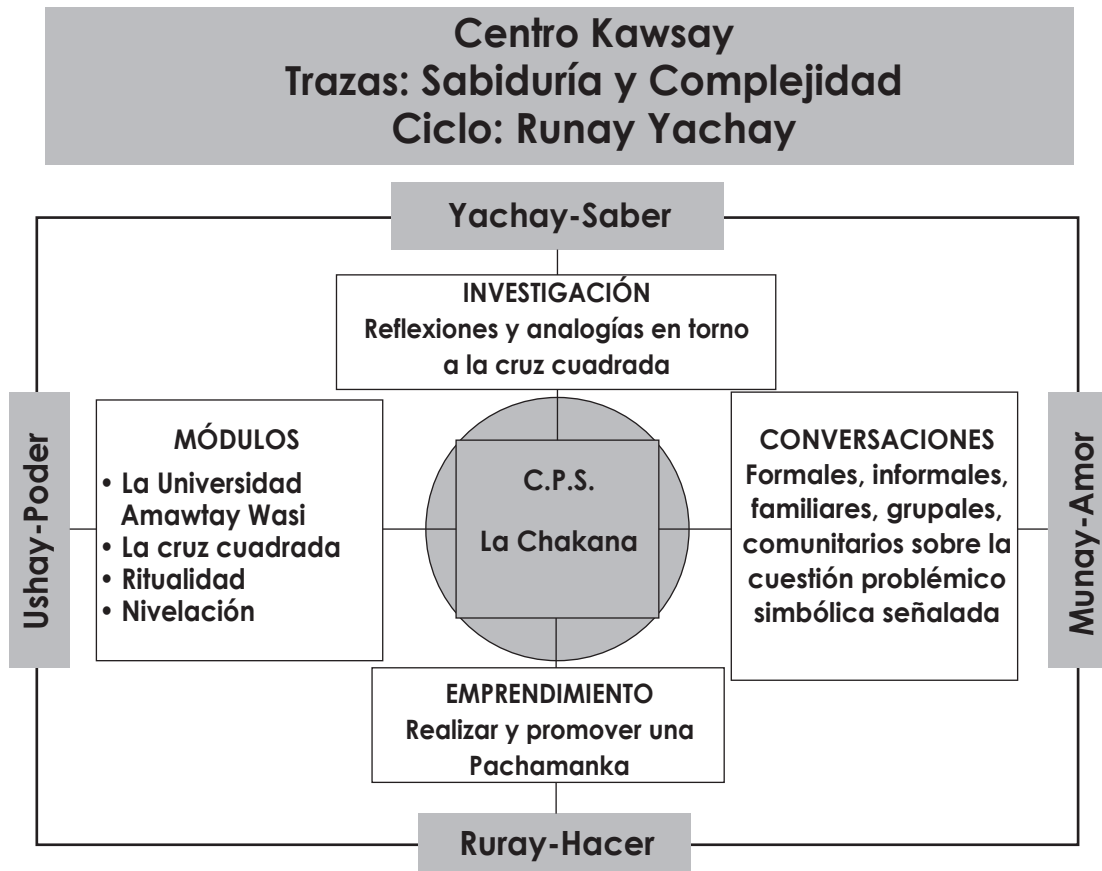 Centro Kawsay
Trazas: Sabiduría y Complejidad
Ciclo: Runay Yachay
Yachay-Saber
INVESTIGACIÓN
Reflexiones y analogías en torno
a la cruz cuadrada
Ushay-Poder
MÓDULOS
• La Universidad
Amawtay Wasi
• La cruz cuadrada
• Ritualidad
• Nivelación
C.P.S.
La Chakana
CONVERSACIONES
Formales, informales,
familiares, grupales,
comunitarios sobre la
cuestión problémico
simbólica señalada
Munay-Amor
EMPRENDIMIENTO
Realizar y promover una
Pachamanka
Ruray-Hacer